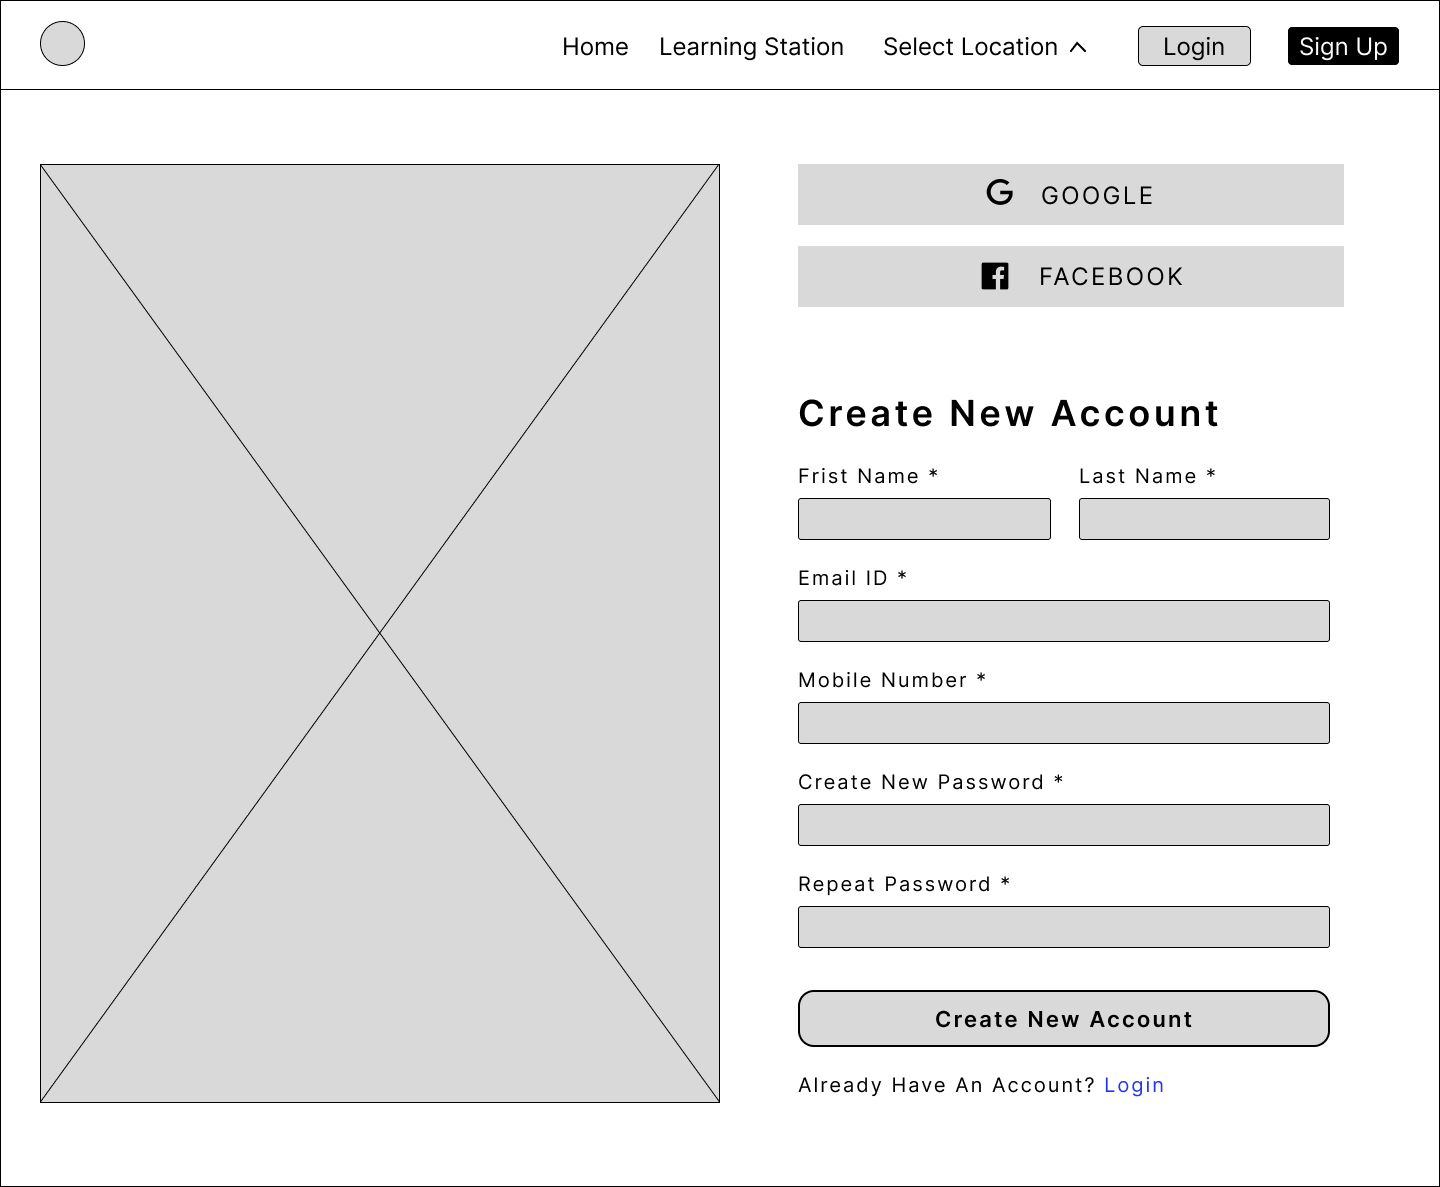 Home Learning Station Select Location Login Sign Up
GOOGLE
FACEBOOK
Create New Account
Frist Name * Last Name *
Email ID *
Mobile Number *
Create New Password *
Repeat Password *
Create New Account
Already Have An Account? Login